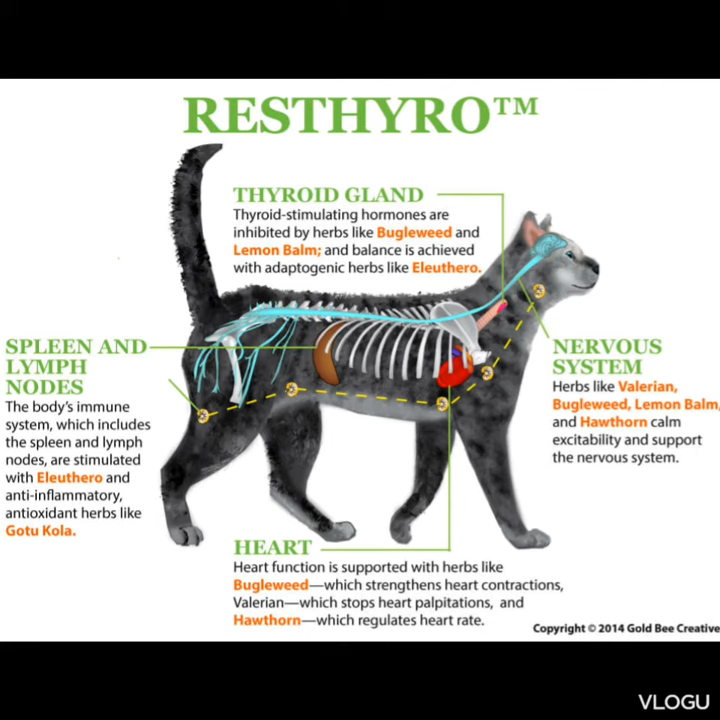 RESTHYRO™
THYROID GLAND
Thyroid-stimulating hormones are
inhibited by herbs like Bugleweed and
Lemon Balm; and balance is achieved
with adaptogenic herbs like Eleuthero.
SPLEEN AND
LYMPH
NODES
The body's immune
system, which includes
the spleen and lymph
nodes, are stimulated
with Eleuthero and
anti-inflammatory,
antioxidant herbs like
Gotu Kola.
NERVOUS
SYSTEM
Herbs like Valerian,
Bugleweed, Lemon Balm,
and Hawthorn calm
excitability and support
the nervous system.
HEART
Heart function is supported with herbs like
Bugleweed—which strengthens heart contractions,
Valerian—which stops heart palpitations, and
Hawthorn—which regulates heart rate.
Copyright © 2014 Gold Bee Creative
VLOGU